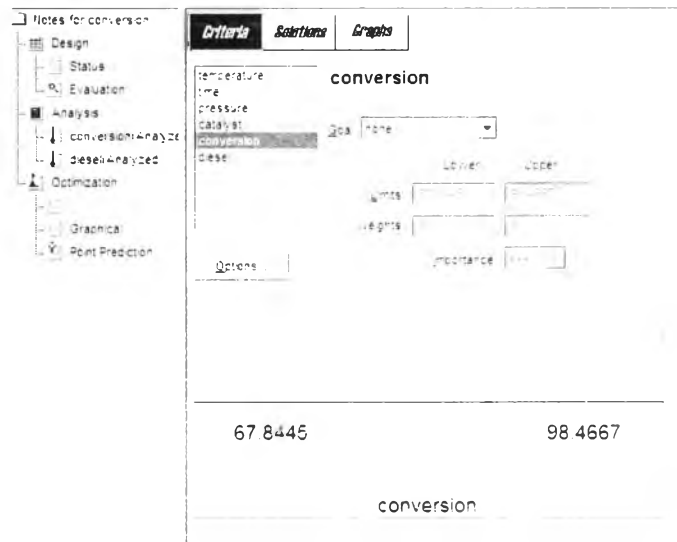 Notes for conversion
Design
Status
Evaluation
Analysis
conversion(Analyze
diesel(Analyzed
Optimization
Graphical
Point Prediction
Criteria
Solutions
Graphs
temperature
time
pressure
catalyst
conversion
diesel
Options
conversion
Goal none
Lower Upper
Limits
Weights
Importance
67.8445 98.4667
conversion